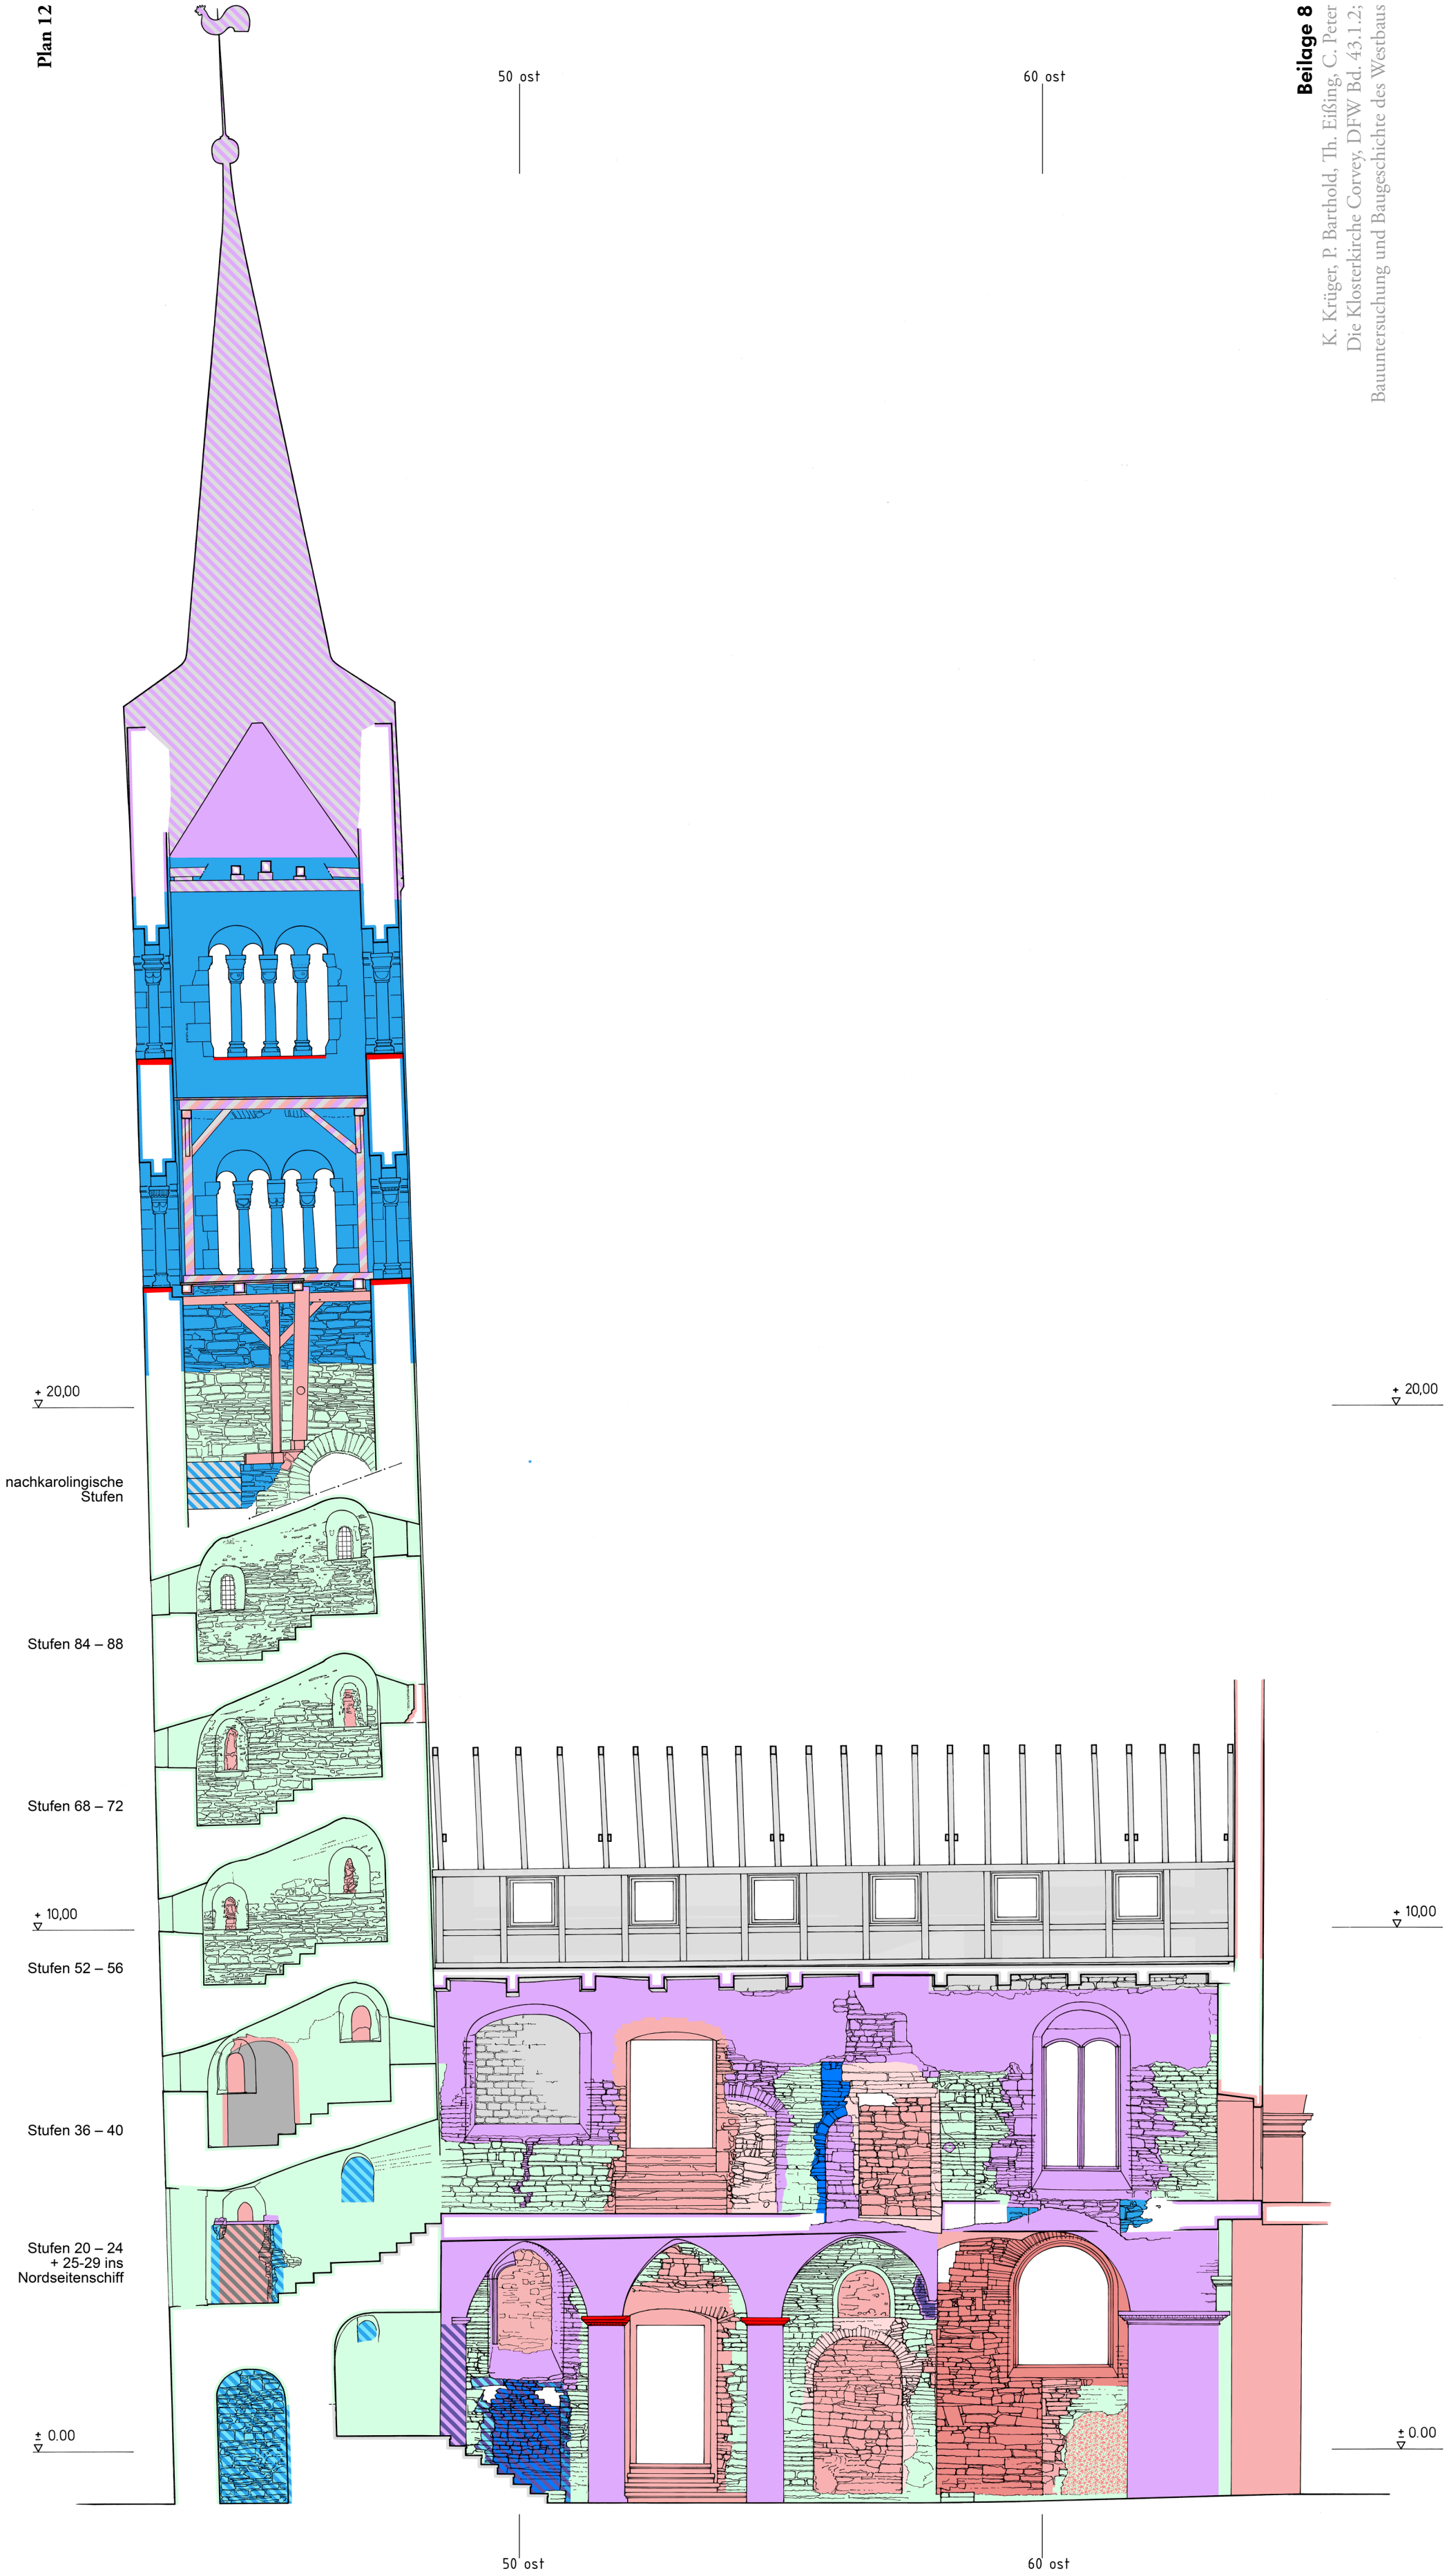 Plan 12
Beilage 8
K. Krüger, P. Barthold, Th. Eißing, C. Peter
Die Klosterkirche Corvey, DFW Bd. 43.1.2;
Bauuntersuchung und Baugeschichte des Westbaus
50 ost
60 ost
+ 20,00
+ 20,00
nachkarolingische
Stufen
Stufen 84 – 88
Stufen 68 – 72
+ 10,00
+ 10,00
Stufen 52 – 56
Stufen 36 – 40
Stufen 20 – 24
+ 25-29 ins
Nordseitenschiff
± 0.00
± 0.00
50 ost
60 ost